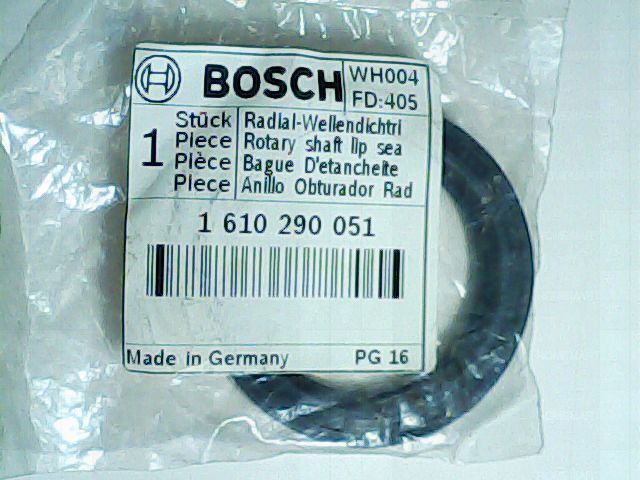 BOSCH
WH004
FD:405
1
Stück Radial-Wellendichtri
Piece Rotary shaft lip sea
Pièce Bague D'etancheite
Piece Anillo Obturador Rad
1 610 290 051
Made in Germany PG 16